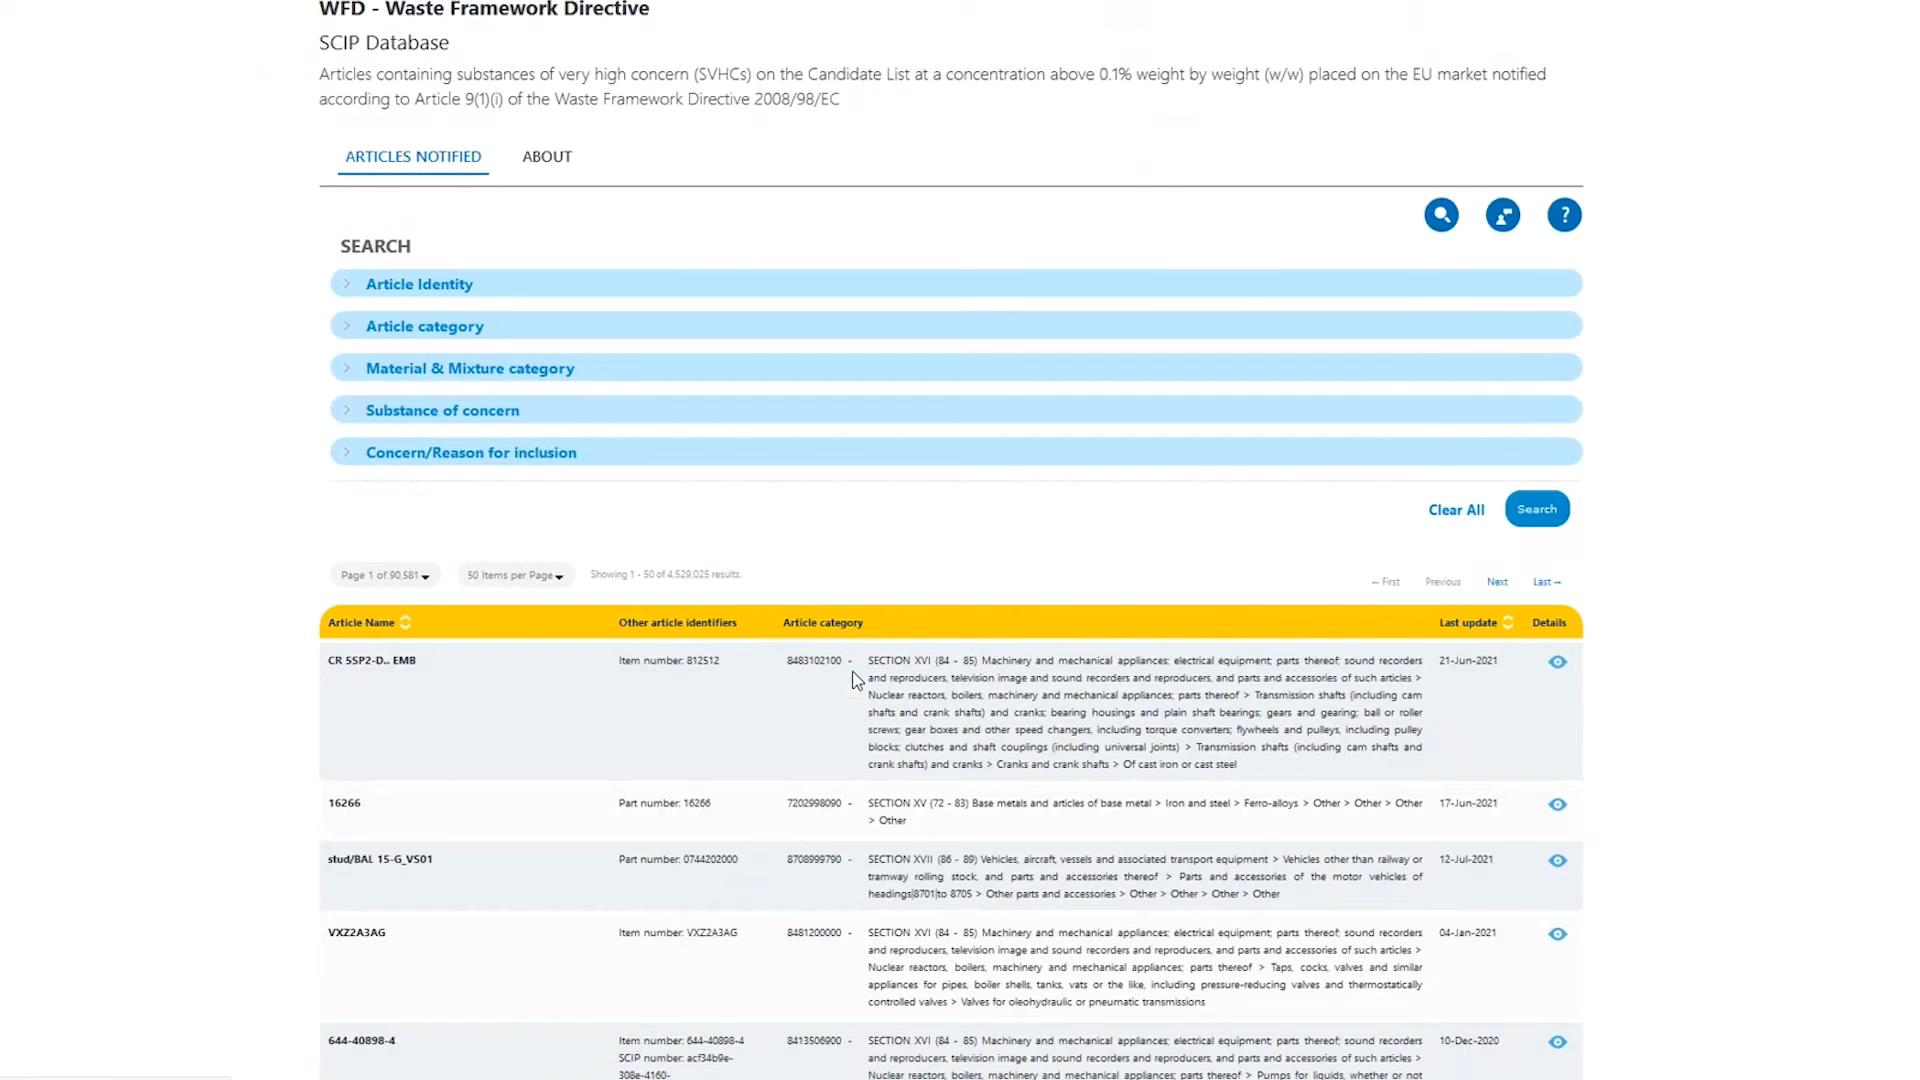 WFD - Waste Framework Directive
SCIP Database
Articles containing substances of very high concern (SVHCs) on the Candidate List at a concentration above 0.1% weight by weight (w/w) placed on the EU market notified
according to Article 9(1)(i) of the Waste Framework Directive 2008/98/EC
ARTICLES NOTIFIED ABOUT
?
SEARCH
Article Identity
Article category
Material & Mixture category
Substance of concern
Concern/Reason for inclusion
Clear All Search
Page 1 of 90,581 50 Items per Page Showing 1 - 50 of 4,529,025 results. ← First Previous Next Last →
Article Name Other article identifiers Article category Last update Details
CR 5SP2-D.. EMB Item number: 812512 8483102100 - SECTION XVI (84 - 85) Machinery and mechanical appliances; electrical equipment; parts thereof; sound recorders 21-Jun-2021
and reproducers, television image and sound recorders and reproducers, and parts and accessories of such articles >
Nuclear reactors, boilers, machinery and mechanical appliances; parts thereof > Transmission shafts (including cam
shafts and crank shafts) and cranks; bearing housings and plain shaft bearings; gears and gearing; ball or roller
screws; gear boxes and other speed changers, including torque converters; flywheels and pulleys, including pulley
blocks; clutches and shaft couplings (including universal joints) > Transmission shafts (including cam shafts and
crank shafts) and cranks > Cranks and crank shafts > Of cast iron or cast steel
16266 Part number: 16266 7202998090 - SECTION XV (72 - 83) Base metals and articles of base metal > Iron and steel > Ferro-alloys > Other > Other > Other 17-Jun-2021
> Other
stud/BAL 15-G_VS01 Part number: 0744202000 8708999790 - SECTION XVII (86 - 89) Vehicles, aircraft, vessels and associated transport equipment > Vehicles other than railway or 12-Jul-2021
tramway rolling stock, and parts and accessories thereof > Parts and accessories of the motor vehicles of
headings|8701|to 8705 > Other parts and accessories > Other > Other > Other > Other
VXZ2A3AG Item number: VXZ2A3AG 8481200000 - SECTION XVI (84 - 85) Machinery and mechanical appliances; electrical equipment; parts thereof; sound recorders 04-Jan-2021
and reproducers, television image and sound recorders and reproducers, and parts and accessories of such articles >
Nuclear reactors, boilers, machinery and mechanical appliances; parts thereof > Taps, cocks, valves and similar
appliances for pipes, boiler shells, tanks, vats or the like, including pressure-reducing valves and thermostatically
controlled valves > Valves for oleohydraulic or pneumatic transmissions
644-40898-4 Item number: 644-40898-4 8413506900 - SECTION XVI (84 - 85) Machinery and mechanical appliances; electrical equipment; parts thereof; sound recorders 10-Dec-2020
SCIP number: acf34b9e- and reproducers, television image and sound recorders and reproducers, and parts and accessories of such articles >
308e-4160- Nuclear reactors, boilers, machinery and mechanical appliances; parts thereof > Pumps for liquids, whether or not